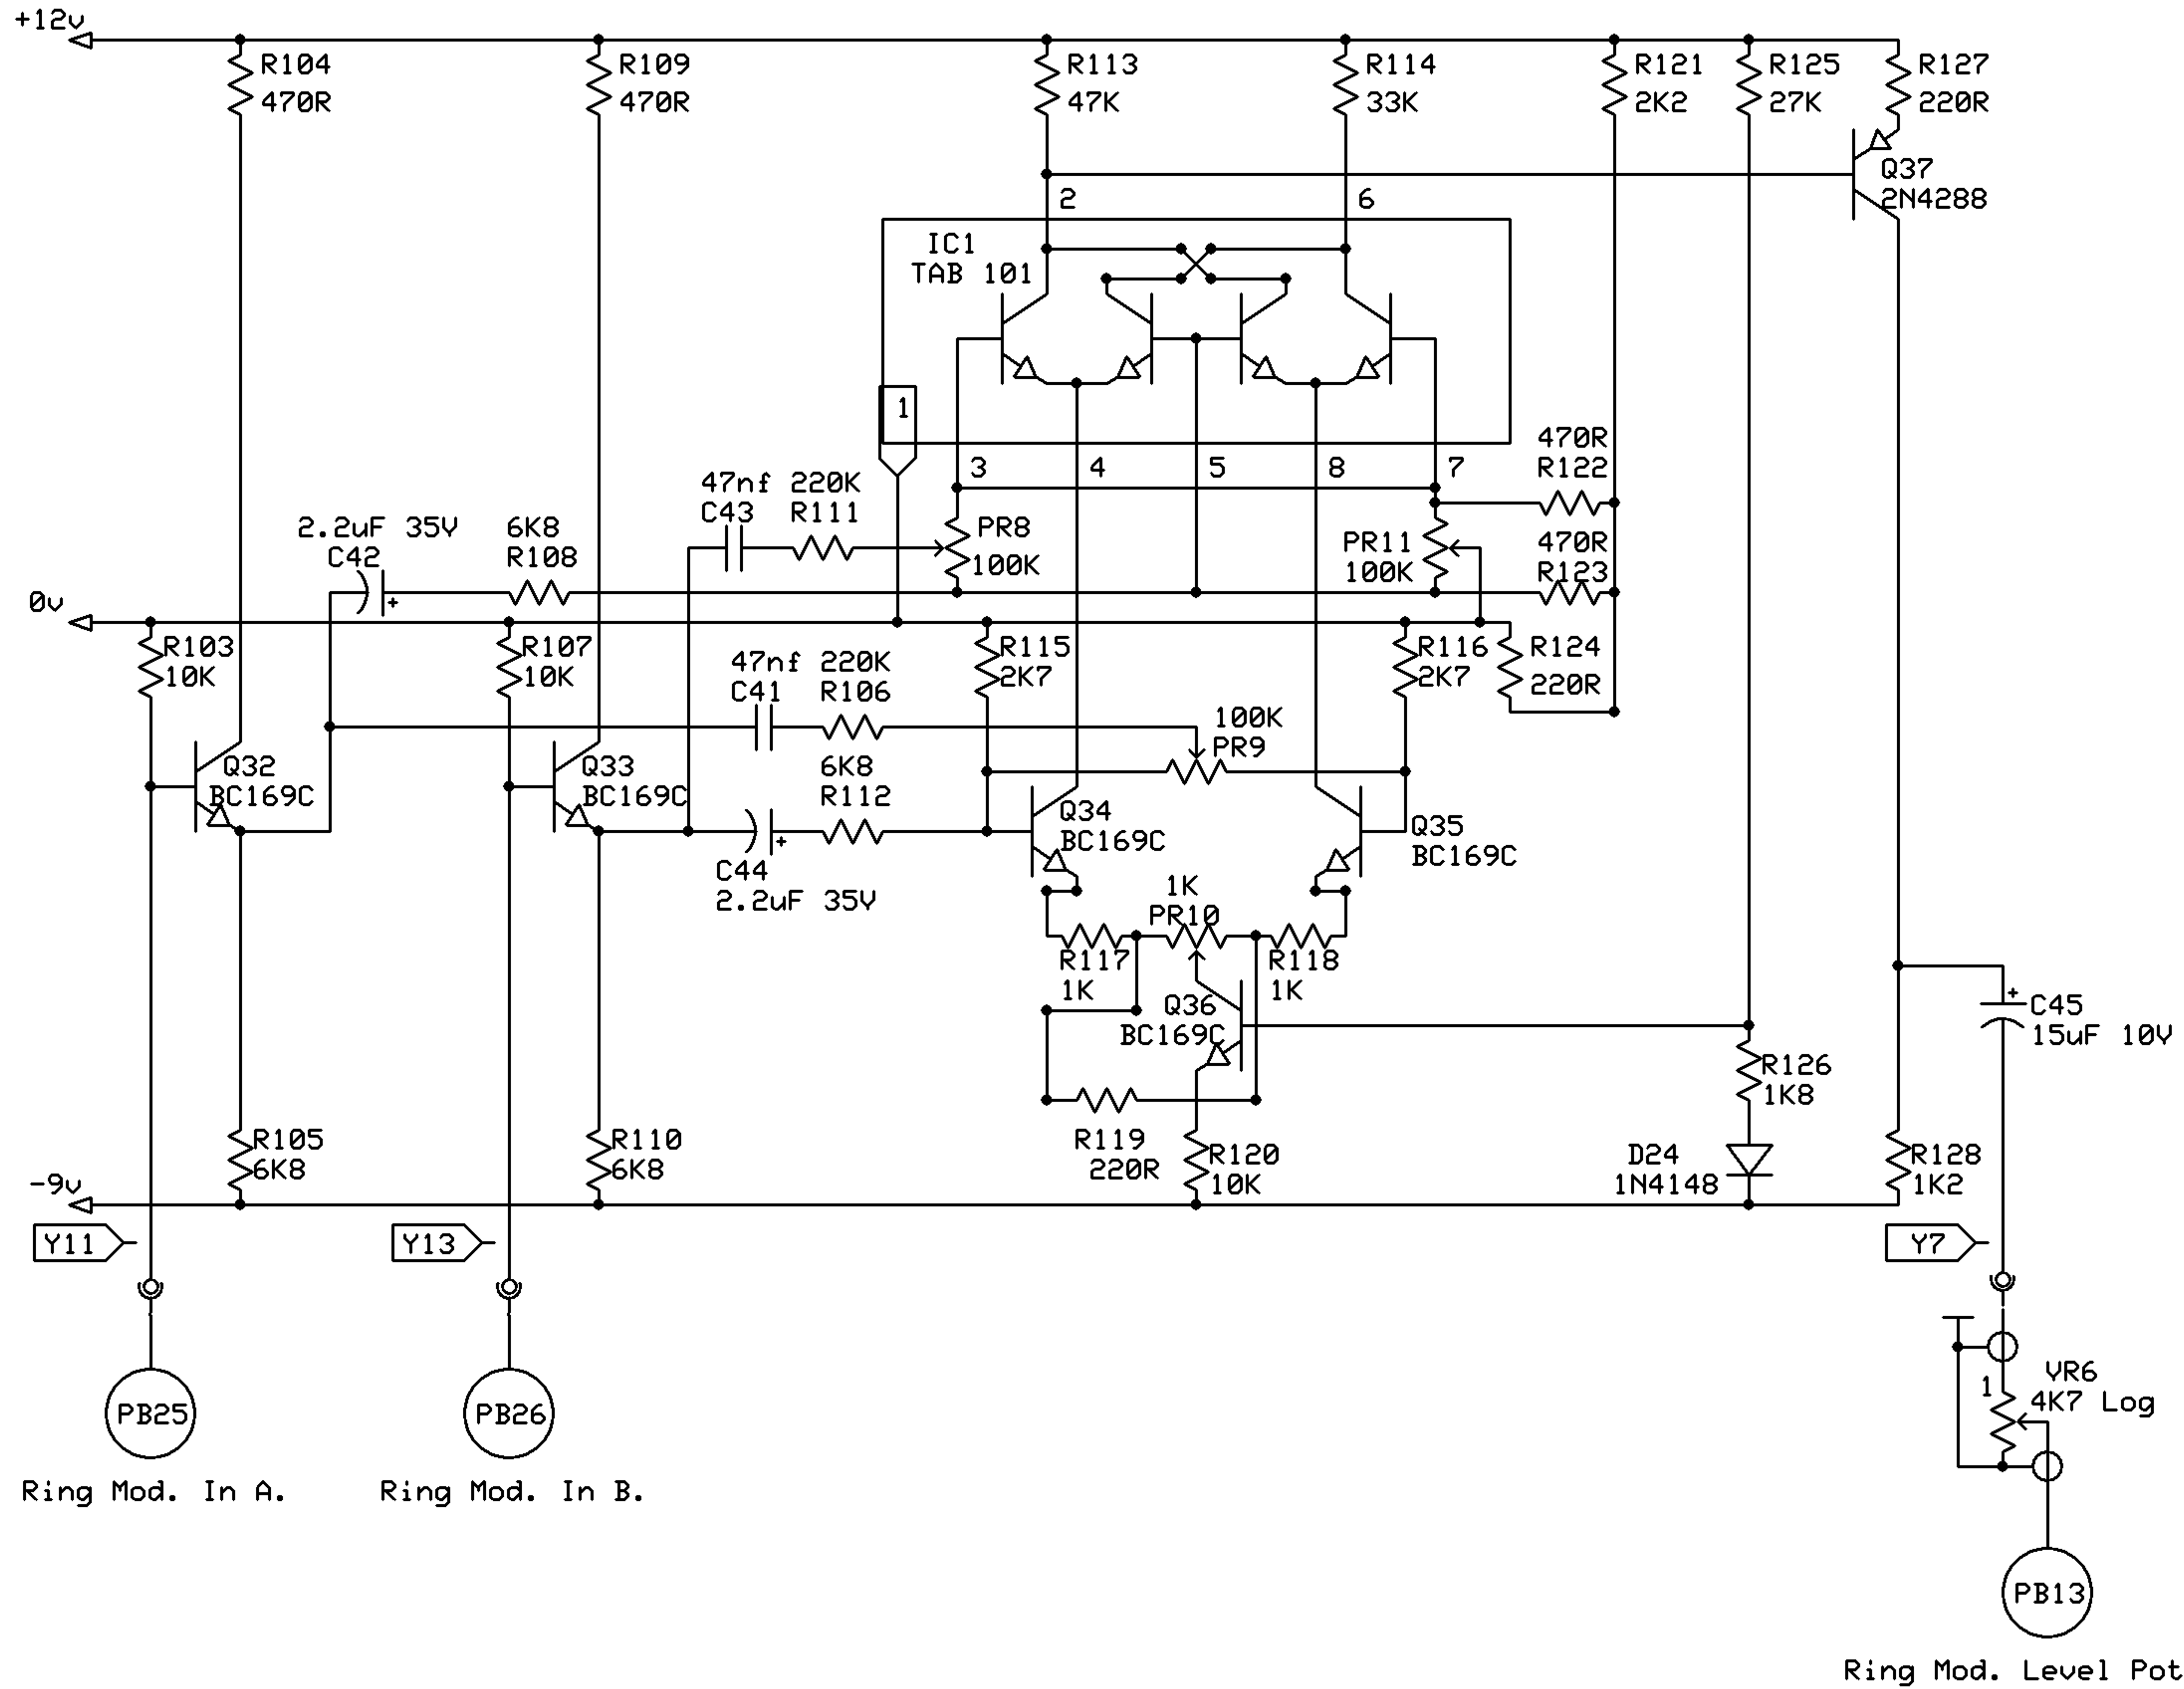 +12v
R104
470R
R109
470R
R113
47K
R114
33K
R121
2K2
R125
27K
R127
220R
Q37
2N4288
2
6
IC1
TAB 101
1
3
4
5
8
7
470R
R122
47nf 220K
C43 R111
2.2uF 35V
C42
6K8
R108
PR8
100K
PR11
100K
470R
R123
0v
R103
10K
R107
10K
47nf 220K
C41 R106
R115
2K7
R116
2K7
R124
220R
100K
PR9
Q32
BC169C
Q33
BC169C
6K8
R112
C44
2.2uF 35V
Q34
BC169C
Q35
BC169C
1K
PR10
R117
1K
R118
1K
Q36
BC169C
C45
15uF 10V
R126
1K8
R105
6K8
R110
6K8
R119
220R
R120
10K
D24
1N4148
R128
1K2
-9v
Y11
Y13
Y7
1
VR6
4K7 Log
PB25
PB26
Ring Mod. In A.
Ring Mod. In B.
PB13
Ring Mod. Level Pot